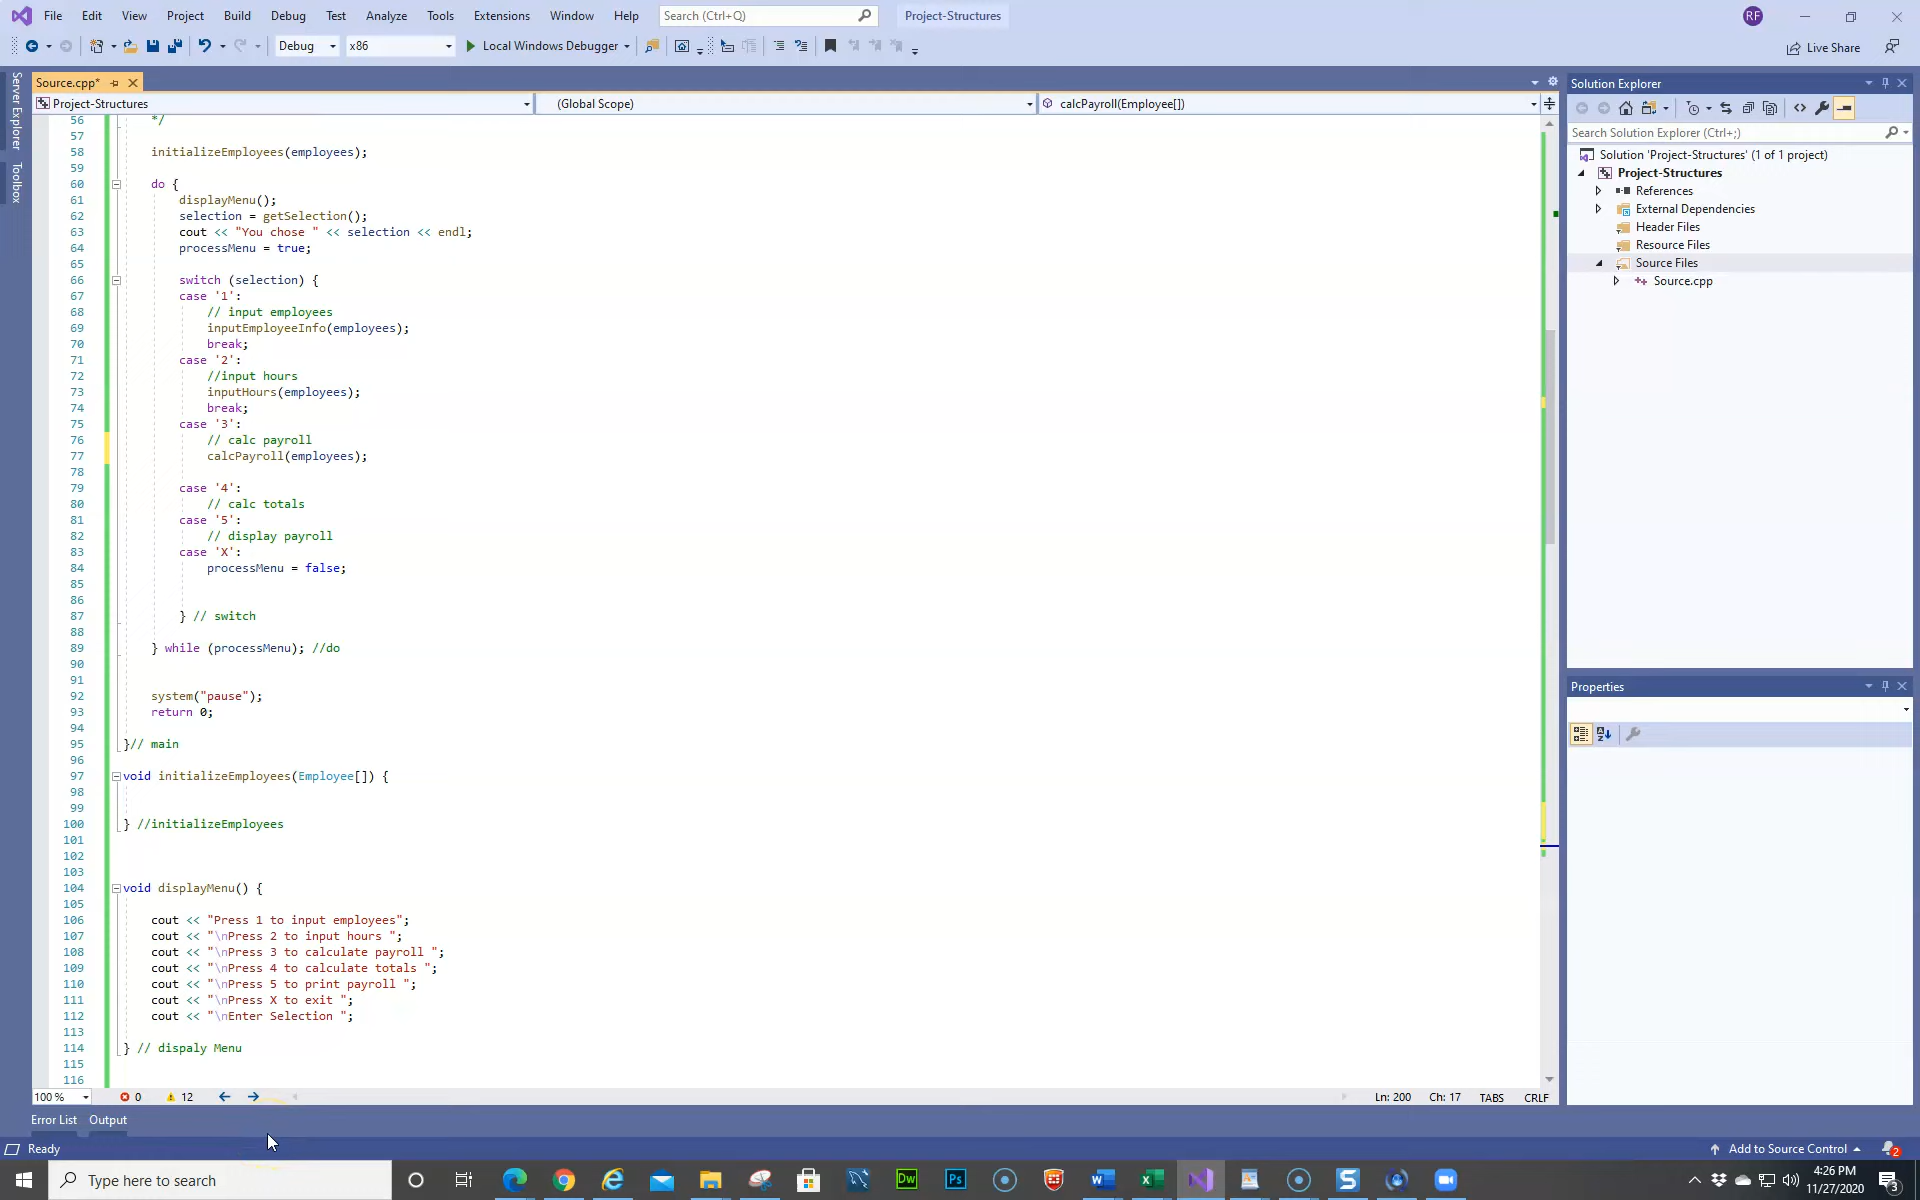 File Edit View Project Build Debug Test Analyze Tools Extensions Window Help Search (Ctrl+Q) Project-Structures RF
Debug x86 Local Windows Debugger Live Share
Server Explorer
Toolbox
Source.cpp*
Project-Structures (Global Scope) calcPayroll(Employee[])
56 */
57
58 initializeEmployees(employees);
59
60 do {
61 displayMenu();
62 selection = getSelection();
63 cout << "You chose " << selection << endl;
64 processMenu = true;
65
66 switch (selection) {
67 case '1':
68 // input employees
69 inputEmployeeInfo(employees);
70 break;
71 case '2':
72 //input hours
73 inputHours(employees);
74 break;
75 case '3':
76 // calc payroll
77 calcPayroll(employees);
78
79 case '4':
80 // calc totals
81 case '5':
82 // display payroll
83 case 'X':
84 processMenu = false;
85
86
87 } // switch
88
89 } while (processMenu); //do
90
91
92 system("pause");
93 return 0;
94
95 }// main
96
97 void initializeEmployees(Employee[]) {
98
99
100 } //initializeEmployees
101
102
103
104 void displayMenu() {
105
106 cout << "Press 1 to input employees";
107 cout << "\nPress 2 to input hours ";
108 cout << "\nPress 3 to calculate payroll ";
109 cout << "\nPress 4 to calculate totals ";
110 cout << "\nPress 5 to print payroll ";
111 cout << "\nPress X to exit ";
112 cout << "\nEnter Selection ";
113
114 } // dispaly Menu
115
116
100 % 0 12 Ln: 200 Ch: 17 TABS CRLF
Error List Output
Ready Add to Source Control 2
Solution Explorer
Search Solution Explorer (Ctrl+;)
Solution 'Project-Structures' (1 of 1 project)
Project-Structures
References
External Dependencies
Header Files
Resource Files
Source Files
Source.cpp
Properties
Type here to search
Dw Ps
4:26 PM
11/27/2020
3